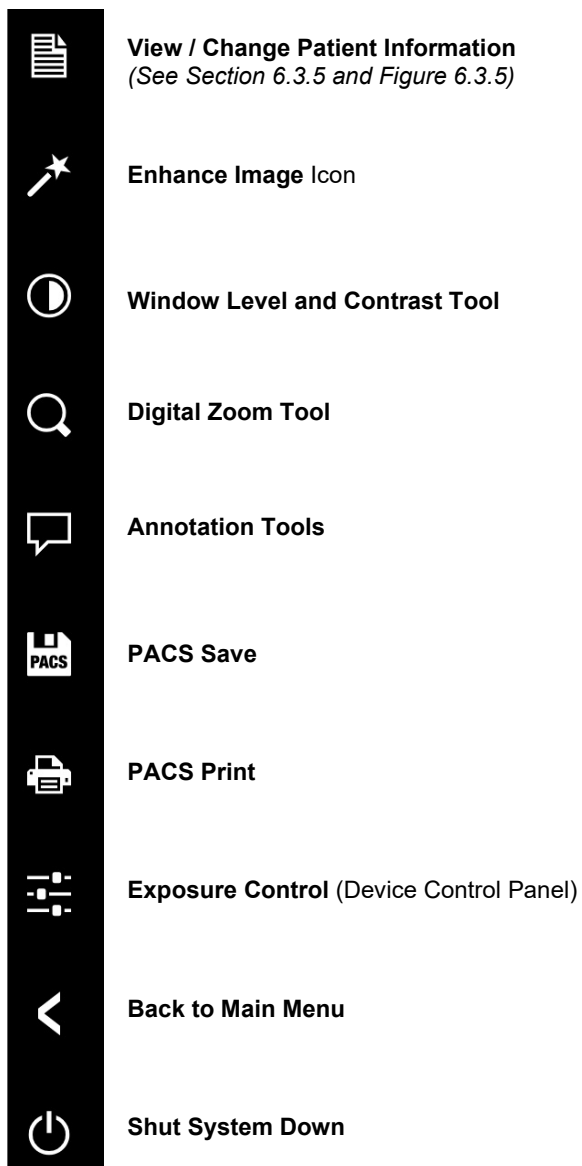 View / Change Patient Information
(See Section 6.3.5 and Figure 6.3.5)
Enhance Image Icon
Window Level and Contrast Tool
Digital Zoom Tool
Annotation Tools
PACS
PACS Save
PACS Print
Exposure Control (Device Control Panel)
Back to Main Menu
Shut System Down